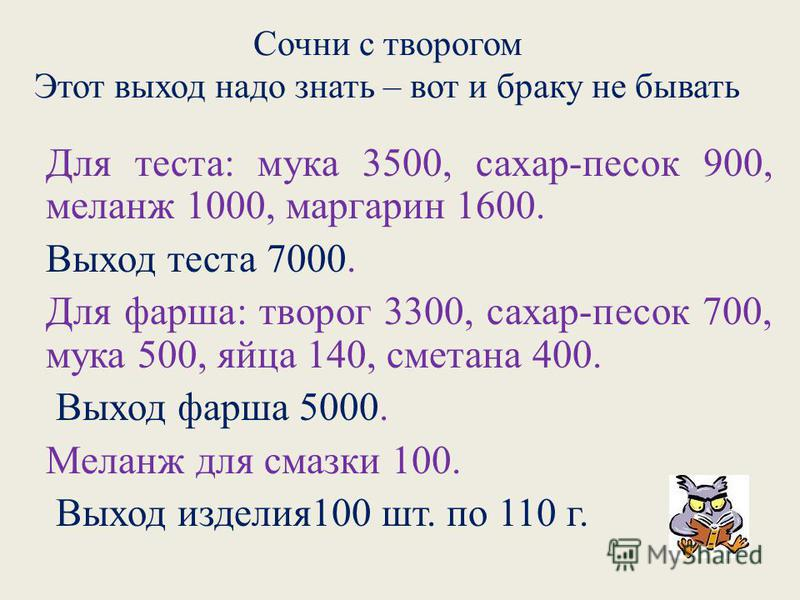 Сочни с творогом
Этот выход надо знать – вот и браку не бывать
Для теста: мука 3500, сахар-песок 900,
меланж 1000, маргарин 1600.
Выход теста 7000.
Для фарша: творог 3300, сахар-песок 700,
мука 500, яйца 140, сметана 400.
Выход фарша 5000.
Меланж для смазки 100.
Выход изделия100 шт. по 110 г.
MyShared